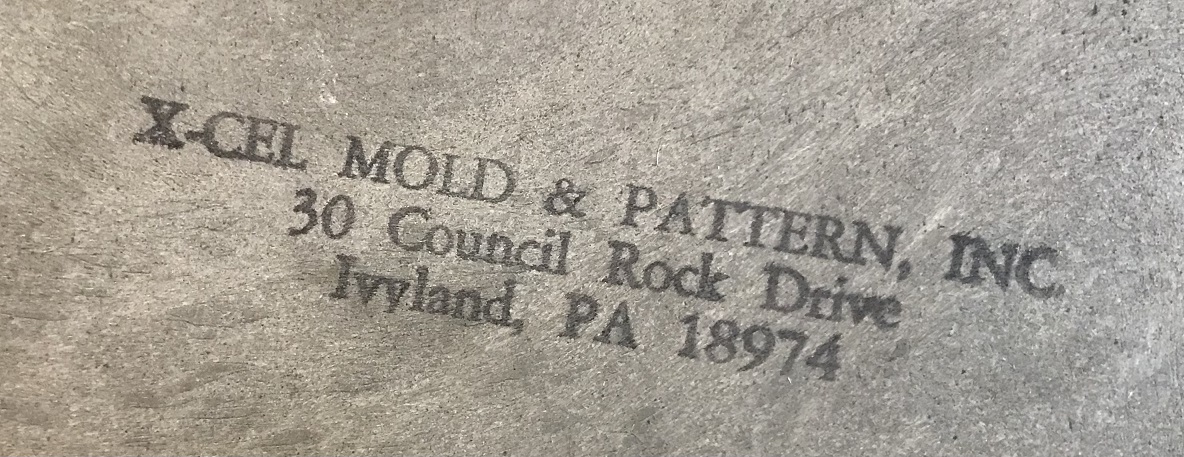 X-CEL MOLD & PATTERN, INC.
30 Council Rock Drive
Ivyland, PA 18974